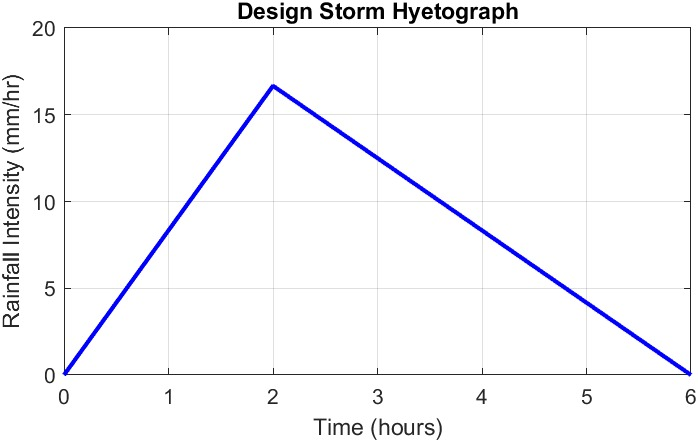 Design Storm Hyetograph
Rainfall Intensity (mm/hr)
20
15
10
5
0
0 1 2 3 4 5 6
Time (hours)